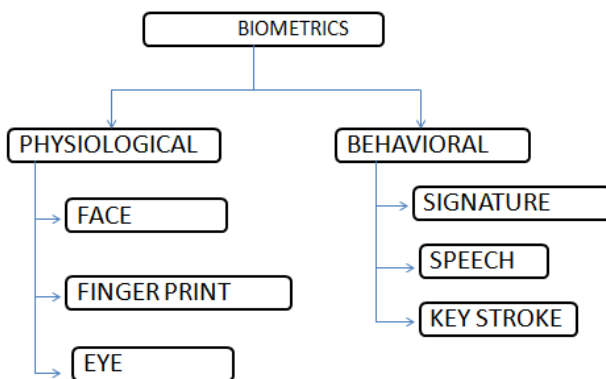 BIOMETRICS
PHYSIOLOGICAL
BEHAVIORAL
FACE
SIGNATURE
FINGER PRINT
SPEECH
EYE
KEY STROKE